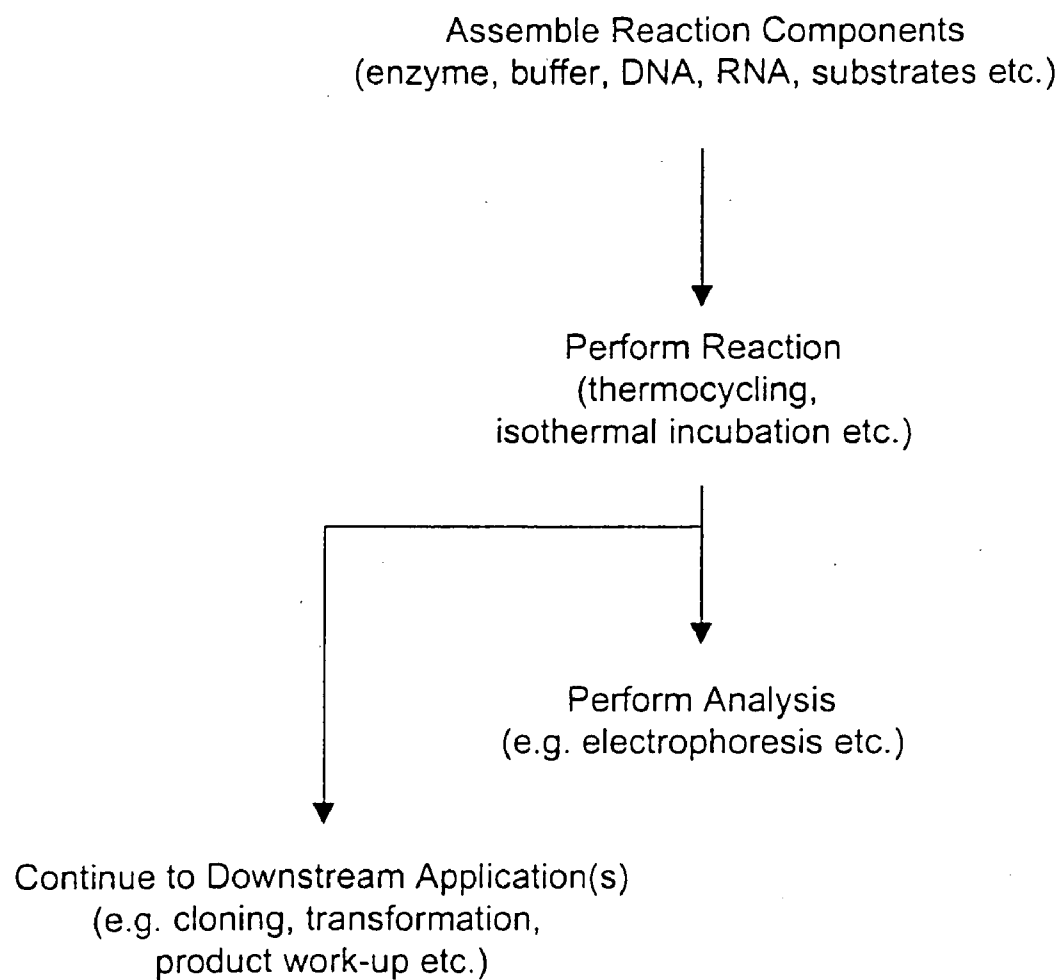 Assemble Reaction Components
(enzyme, buffer, DNA, RNA, substrates etc.)
Perform Reaction
(thermocycling,
isothermal incubation etc.)
Perform Analysis
(e.g. electrophoresis etc.)
Continue to Downstream Application(s)
(e.g. cloning, transformation,
product work-up etc.)